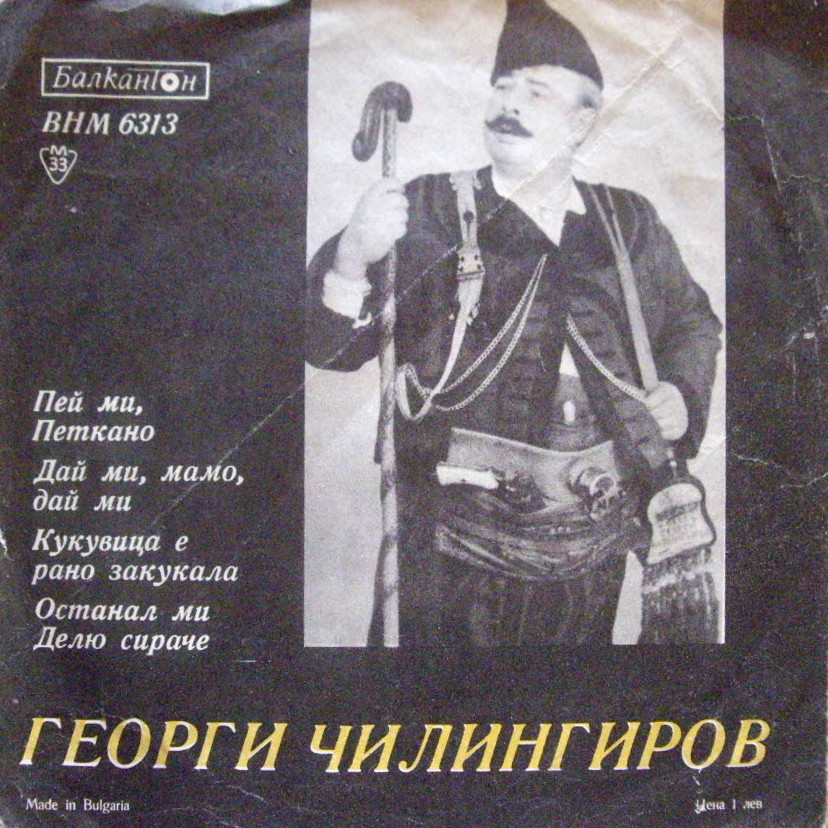 Балкантон
ВНМ 6313
М
33
Пей ми,
Петкано
Дай ми, мамо,
дай ми
Кукувица е
рано закукала
Останал ми
Делю сираче
ГЕОРГИ ЧИЛИНГИРОВ
Made in Bulgaria
Цена 1 лев